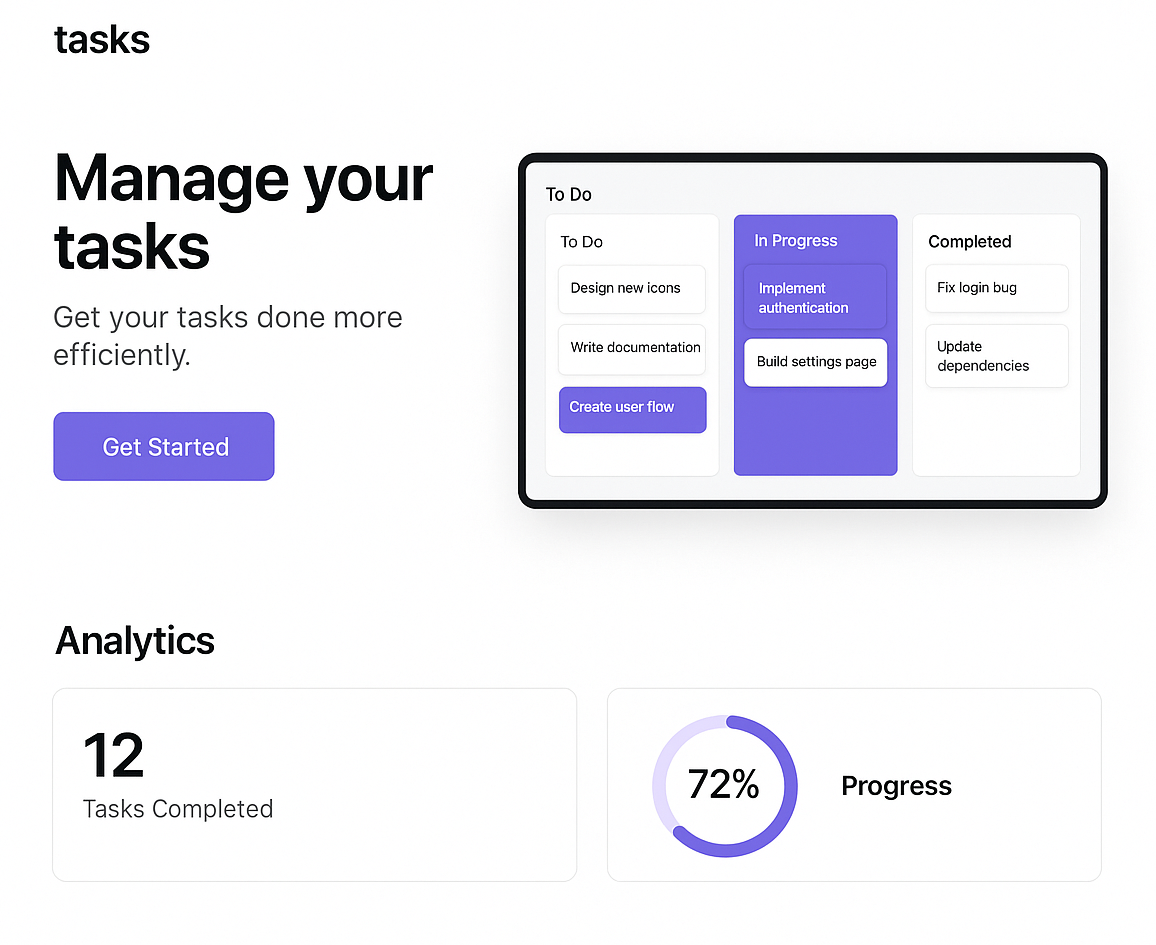 tasks
Manage your
tasks
Get your tasks done more
efficiently.
Get Started
To Do
To Do
Design new icons
Write documentation
Create user flow
In Progress
Implement
authentication
Build settings page
Completed
Fix login bug
Update
dependencies
Analytics
12
Tasks Completed
72%
Progress